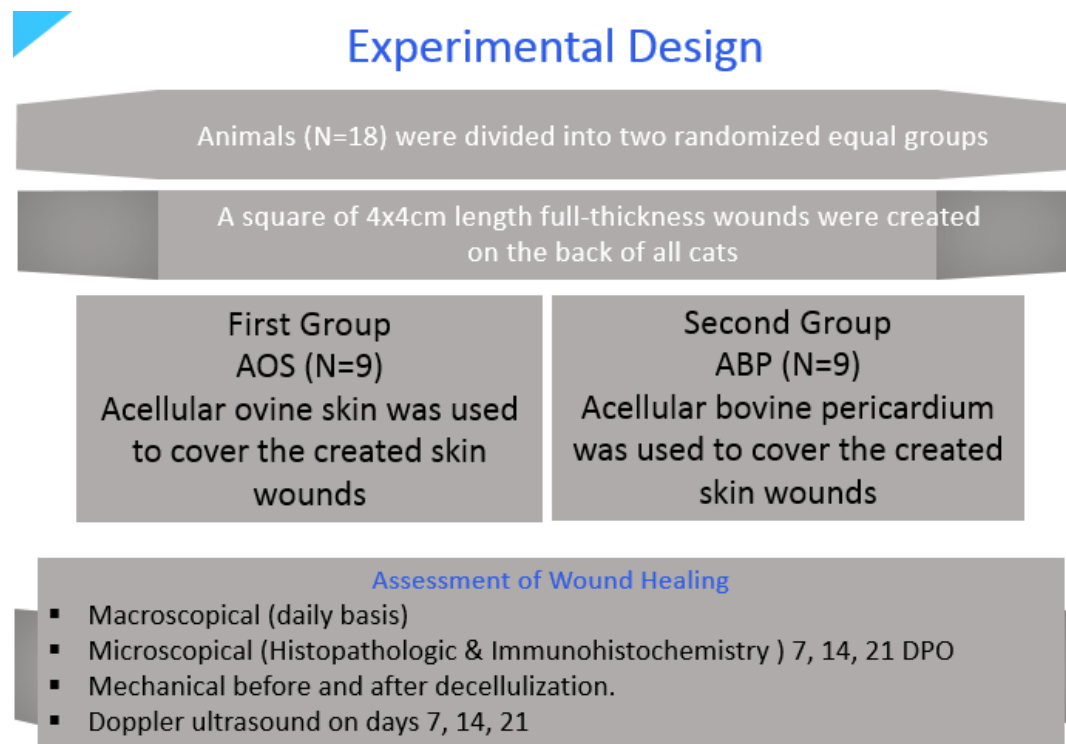 Experimental Design
Animals (N=18) were divided into two randomized equal groups
A square of 4x4cm length full-thickness wounds were created
on the back of all cats
First Group
AOS (N=9)
Acellular ovine skin was used
to cover the created skin
wounds
Second Group
ABP (N=9)
Acellular bovine pericardium
was used to cover the created
skin wounds
Assessment of Wound Healing
▪ Macroscopical (daily basis)
▪ Microscopical (Histopathologic & Immunohistochemistry ) 7, 14, 21 DPO
▪ Mechanical before and after decellulization.
▪ Doppler ultrasound on days 7, 14, 21